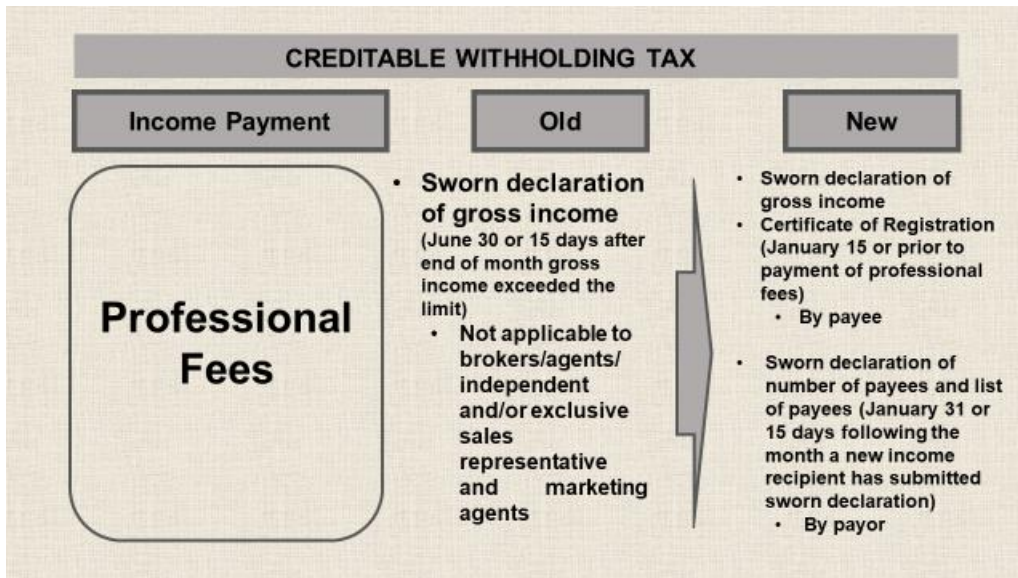 CREDITABLE WITHHOLDING TAX
Income Payment
Old
New
Professional
Fees
• Sworn declaration
of gross income
(June 30 or 15 days after
end of month gross
income exceeded the
limit)
• Not applicable to
brokers/agents/
independent
and/or exclusive
sales
representative
and marketing
agents
• Sworn declaration of
gross income
• Certificate of Registration
(January 15 or prior to
payment of professional
fees)
• By payee
• Sworn declaration of
number of payees and list
of payees (January 31 or
15 days following the
month a new income
recipient has submitted
sworn declaration)
• By payor